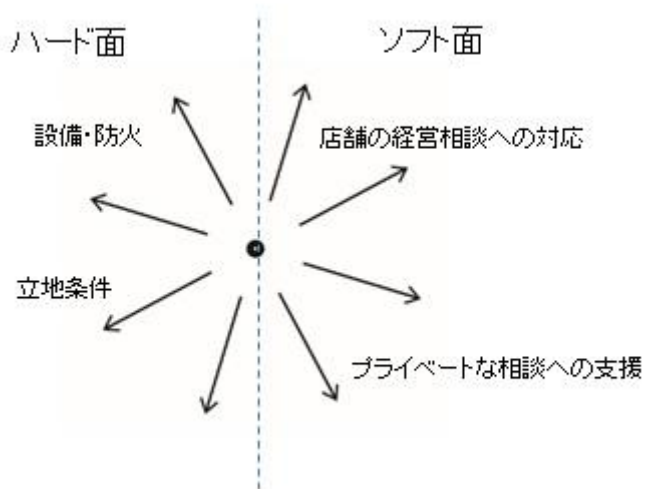 ハード面
ソフト面
設備・防火
店舗の経営相談への対応
立地条件
プライベートな相談への支援